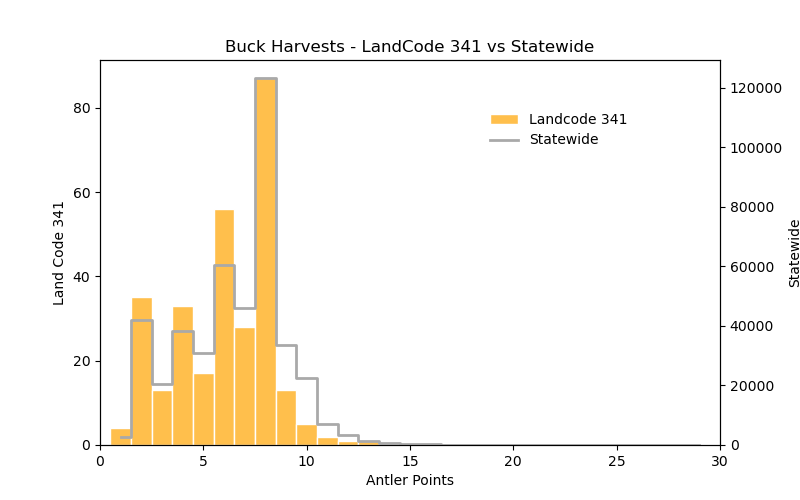 Buck Harvests - LandCode 341 vs Statewide
Landcode 341
Statewide
Land Code 341
80
60
40
20
0
120000
100000
80000
60000
40000
20000
0
Statewide
0 5 10 15 20 25 30
Antler Points